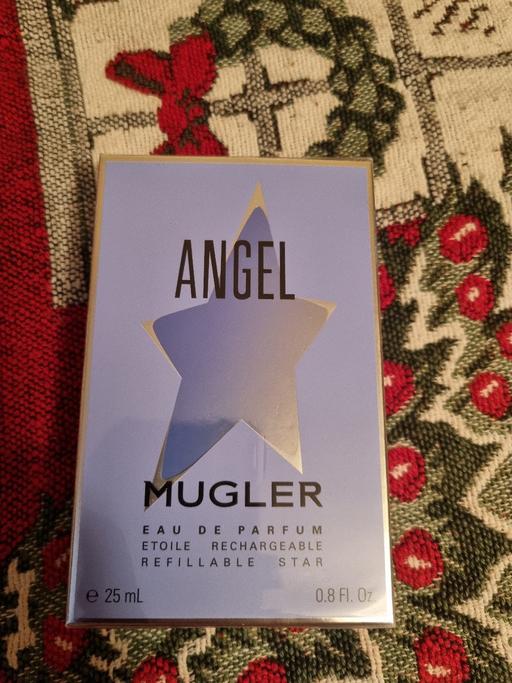 ANGEL
MUGLER
EAU DE PARFUM
ETOILE RECHARGEABLE
REFILLABLE STAR
℮ 25 mL 0.8 Fl. Oz